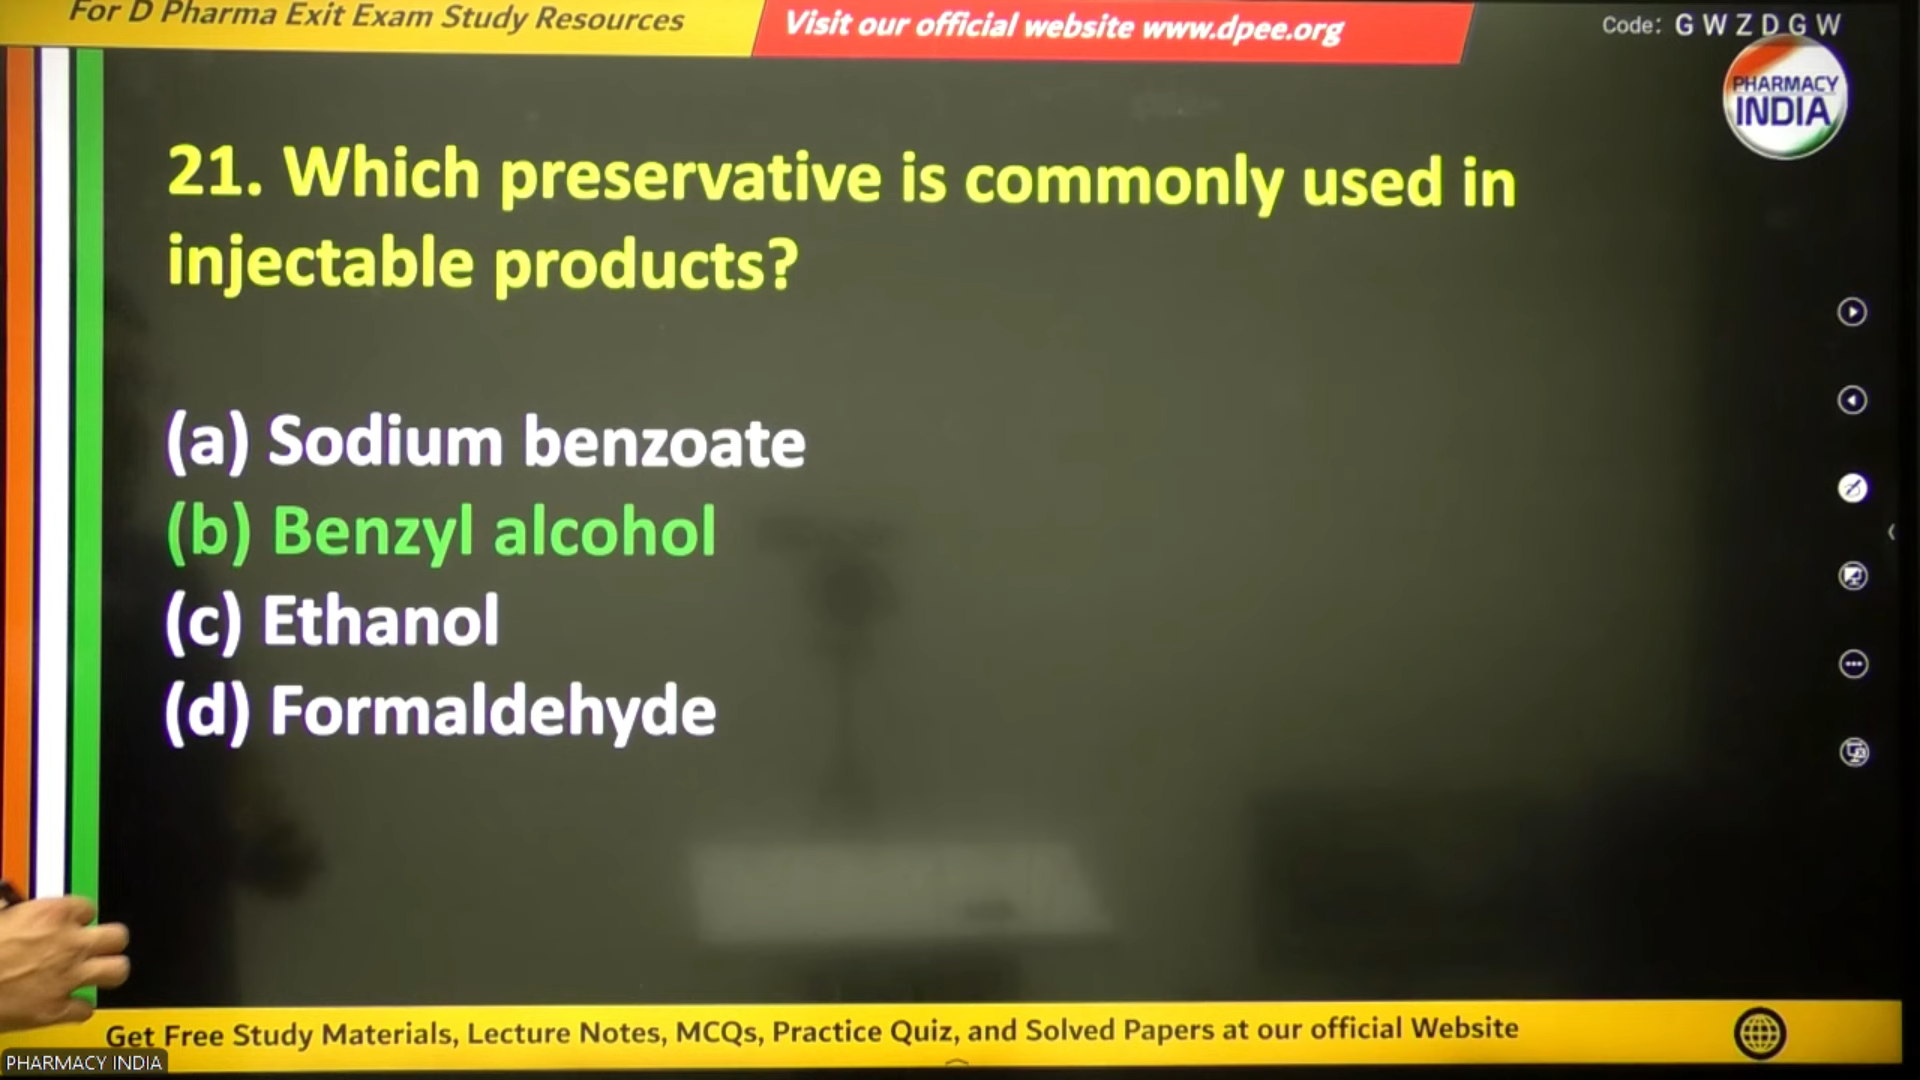 For D Pharma Exit Exam Study Resources
Visit our official website www.dpee.org
Code: G W Z D G W
PHARMACY
INDIA
21. Which preservative is commonly used in
injectable products?
(a) Sodium benzoate
(b) Benzyl alcohol
(c) Ethanol
(d) Formaldehyde
Get Free Study Materials, Lecture Notes, MCQs, Practice Quiz, and Solved Papers at our official Website
PHARMACY INDIA